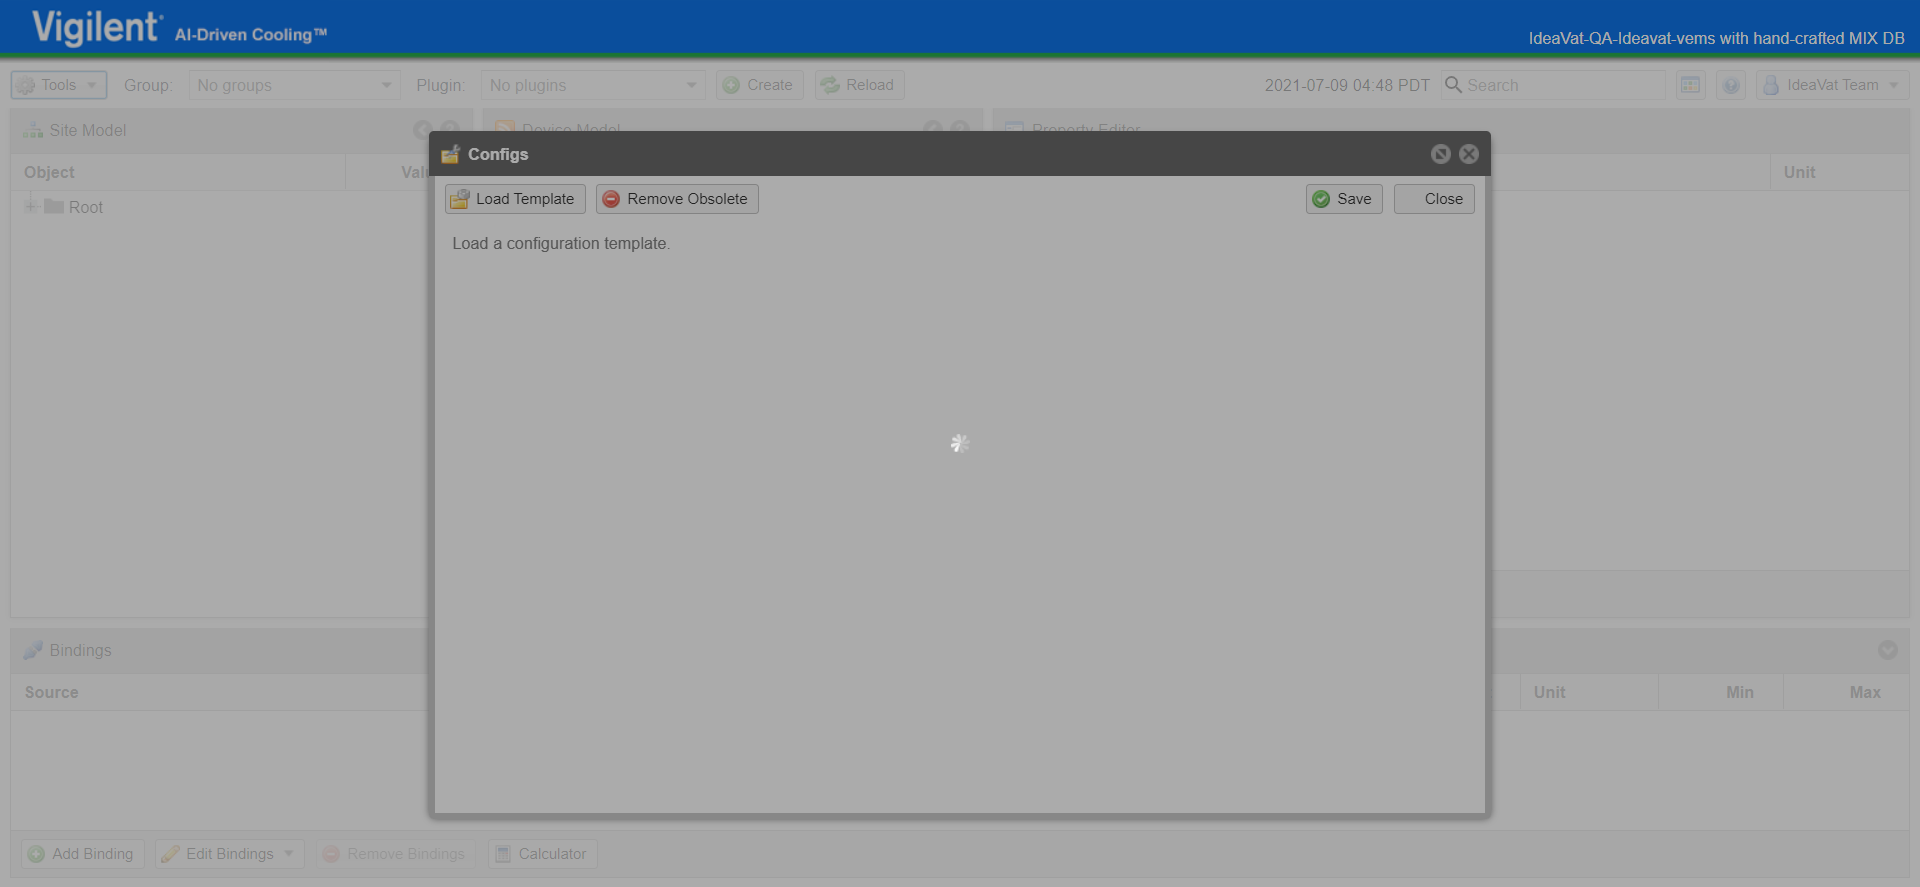 Vigilent AI-Driven Cooling™
IdeaVat-QA-Ideavat-vems with hand-crafted MIX DB
Tools Group: No groups Plugin: No plugins Create Reload 2021-07-09 04:48 PDT Search IdeaVat Team
Site Model Device Model Property Editor
Configs
Object Unit
Load Template Remove Obsolete Save Close
Root
Load a configuration template.
Bindings
Source Unit Min Max
Add Binding Edit Bindings Remove Bindings Calculator